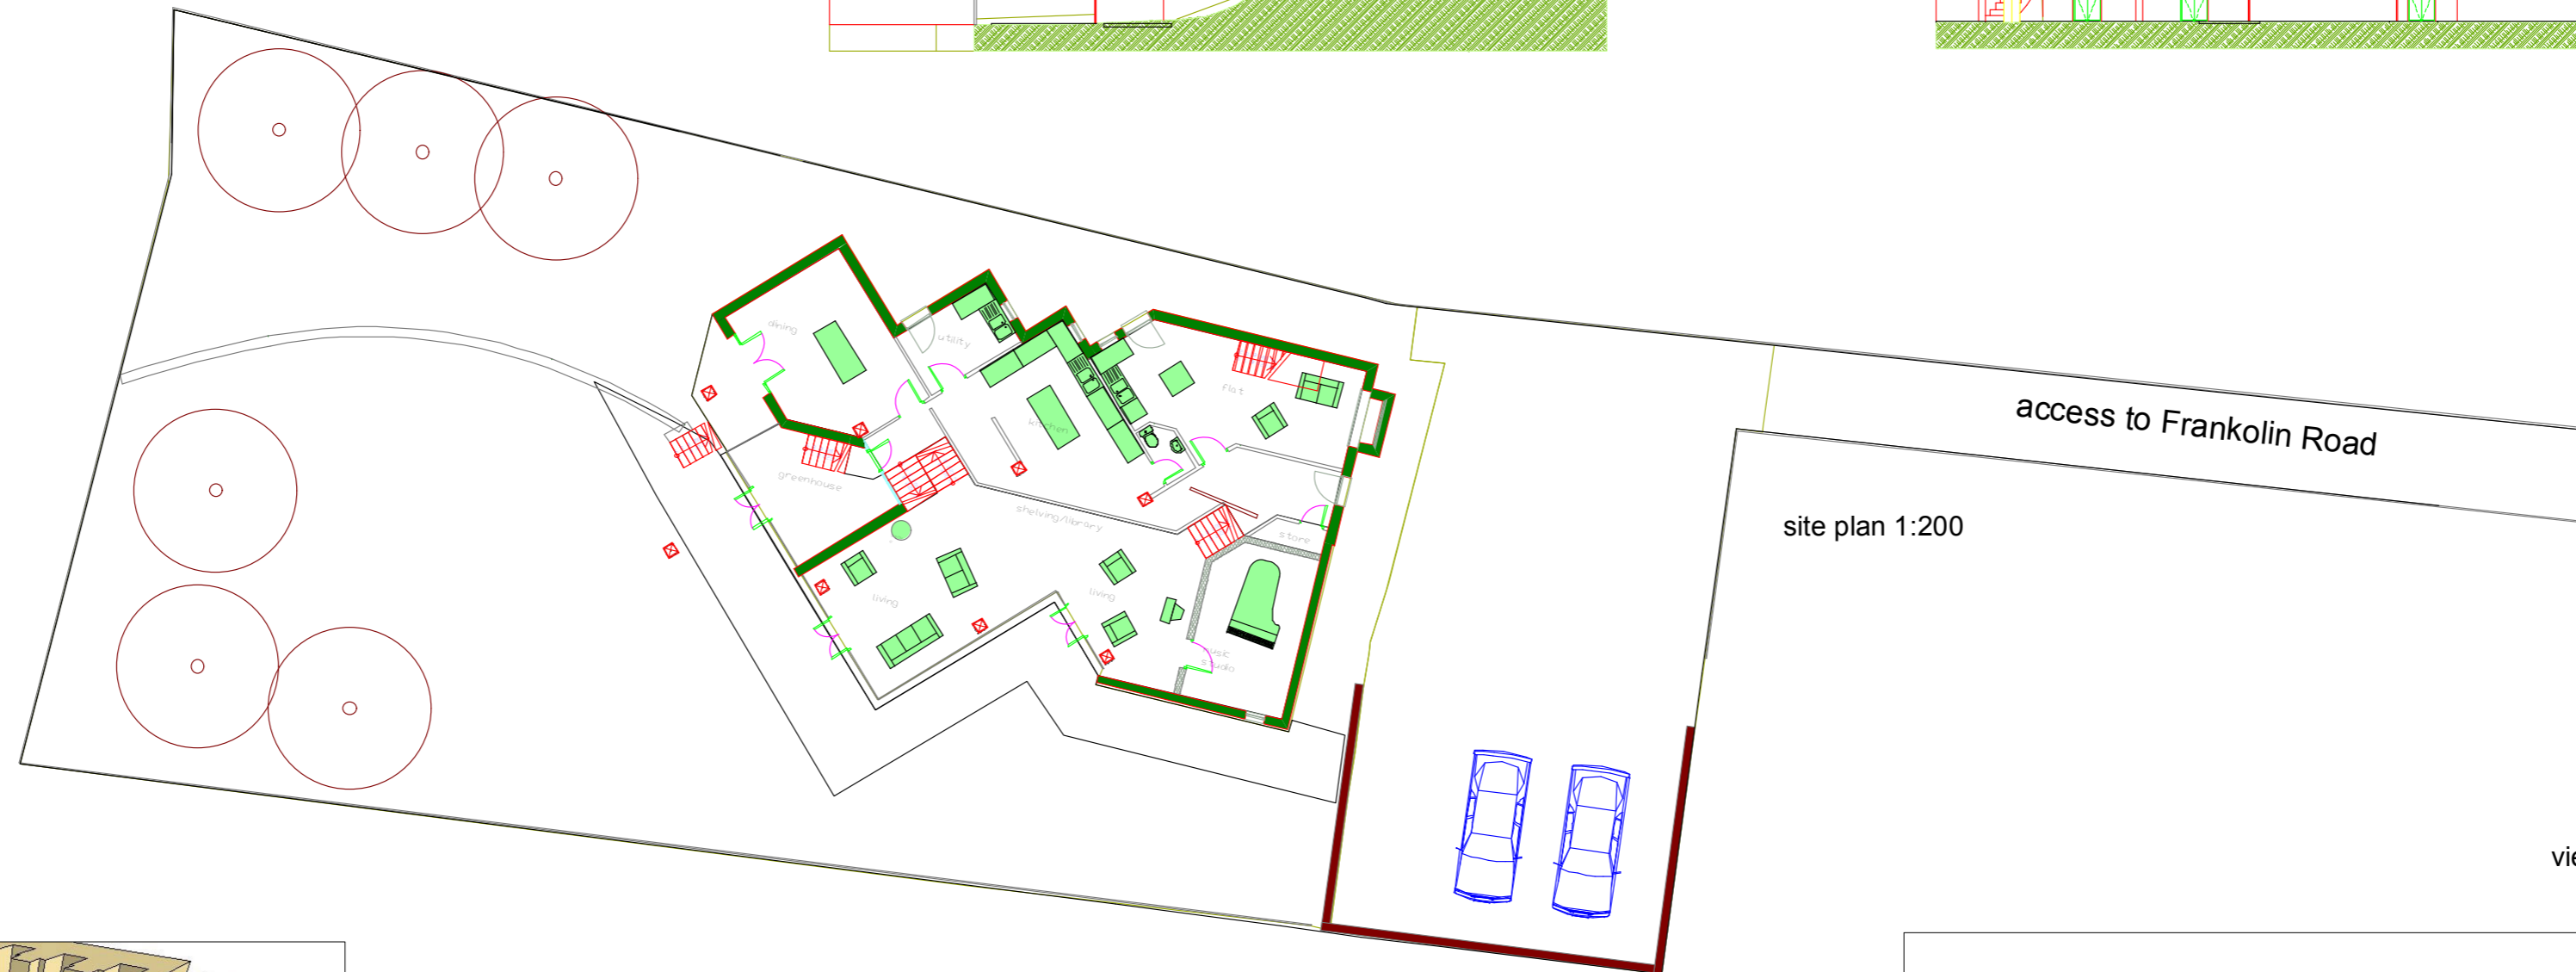 access to Frankolin Road
site plan 1:200
dining
utility
flat
kitchen
greenhouse
shelving/library
store
living
living
studio